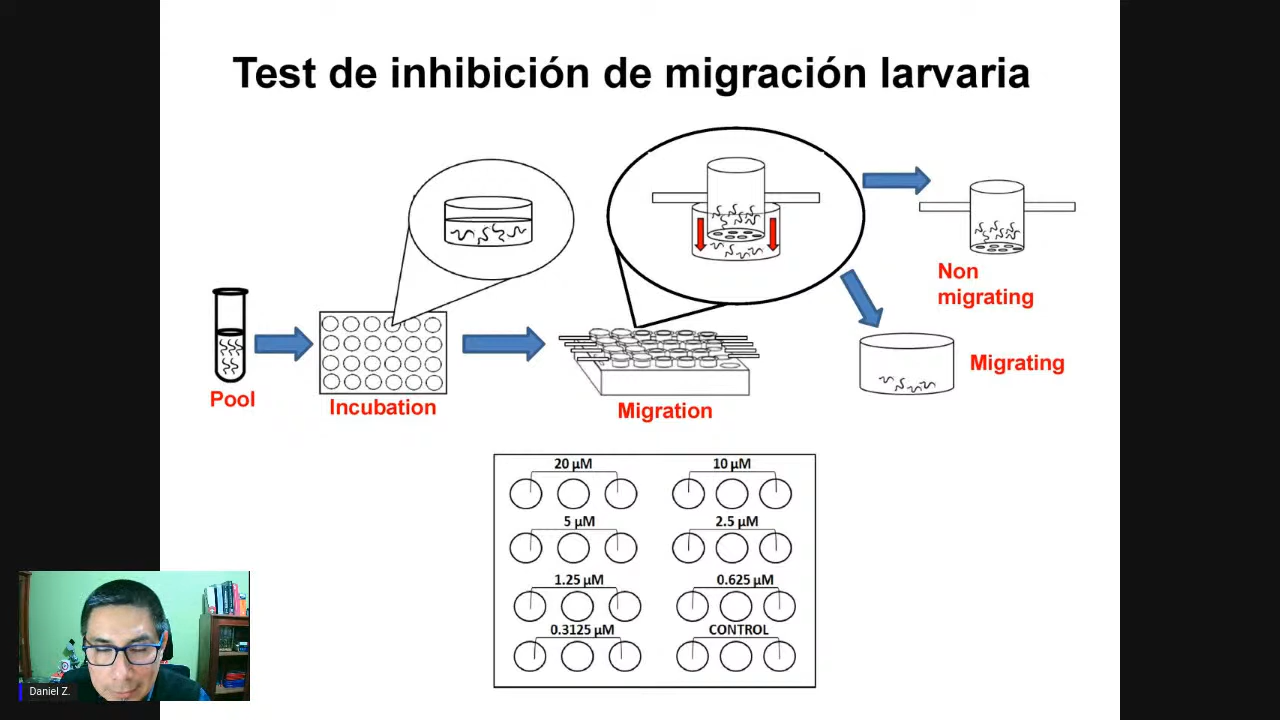 Test de inhibición de migración larvaria
Non
migrating
Migrating
Pool
Incubation
Migration
20 µM
10 µM
5 µM
2.5 µM
1.25 µM
0.625 µM
0.3125 µM
CONTROL
Daniel Z.